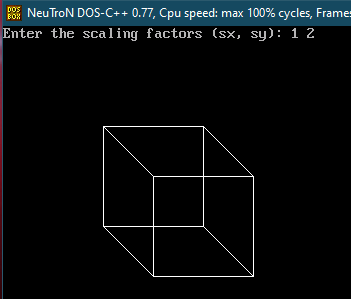 DOS BOX
NeuTroN DOS-C++ 0.77, Cpu speed: max 100% cycles, Frames
Enter the scaling factors (sx, sy): 1 2